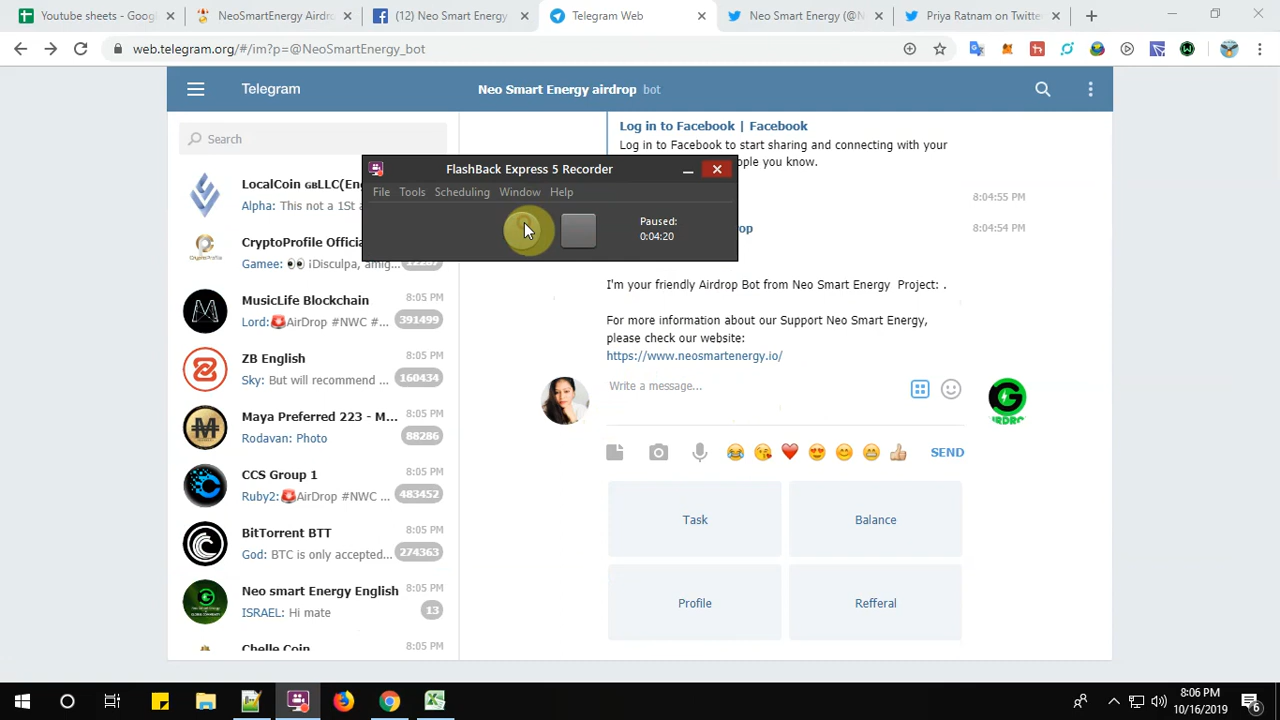 Youtube sheets - Google
NeoSmartEnergy Airdro
(12) Neo Smart Energy
Telegram Web
Neo Smart Energy (@N
Priya Ratnam on Twitte
web.telegram.org/#/im?p=@NeoSmartEnergy_bot
Telegram
Neo Smart Energy airdrop bot
Search
Log in to Facebook | Facebook
Log in to Facebook to start sharing and connecting with your
ople you know.
8:04:55 PM
op
8:04:54 PM
FlashBack Express 5 Recorder
File Tools Scheduling Window Help
Paused:
0:04:20
LocalCoin GBLLC(En
Alpha: This not a 1St a
CryptoProfile Officia
Gamee: 👀 ¡Disculpa, amig...
MusicLife Blockchain 8:05 PM
Lord:🚨AirDrop #NWC #... 391499
ZB English 8:05 PM
Sky: But will recommend ... 160434
Maya Preferred 223 - M... 8:05 PM
Rodavan: Photo 88286
CCS Group 1 8:05 PM
Ruby2:🚨AirDrop #NWC ... 483452
BitTorrent BTT 8:05 PM
God: BTC is only accepted... 274363
Neo smart Energy English 8:05 PM
ISRAEL: Hi mate 13
Chelle Coin 8:05 PM
I'm your friendly Airdrop Bot from Neo Smart Energy Project: .
For more information about our Support Neo Smart Energy,
please check our website:
https://www.neosmartenergy.io/
Write a message...
SEND
Task
Balance
Profile
Refferal
8:06 PM
10/16/2019
6